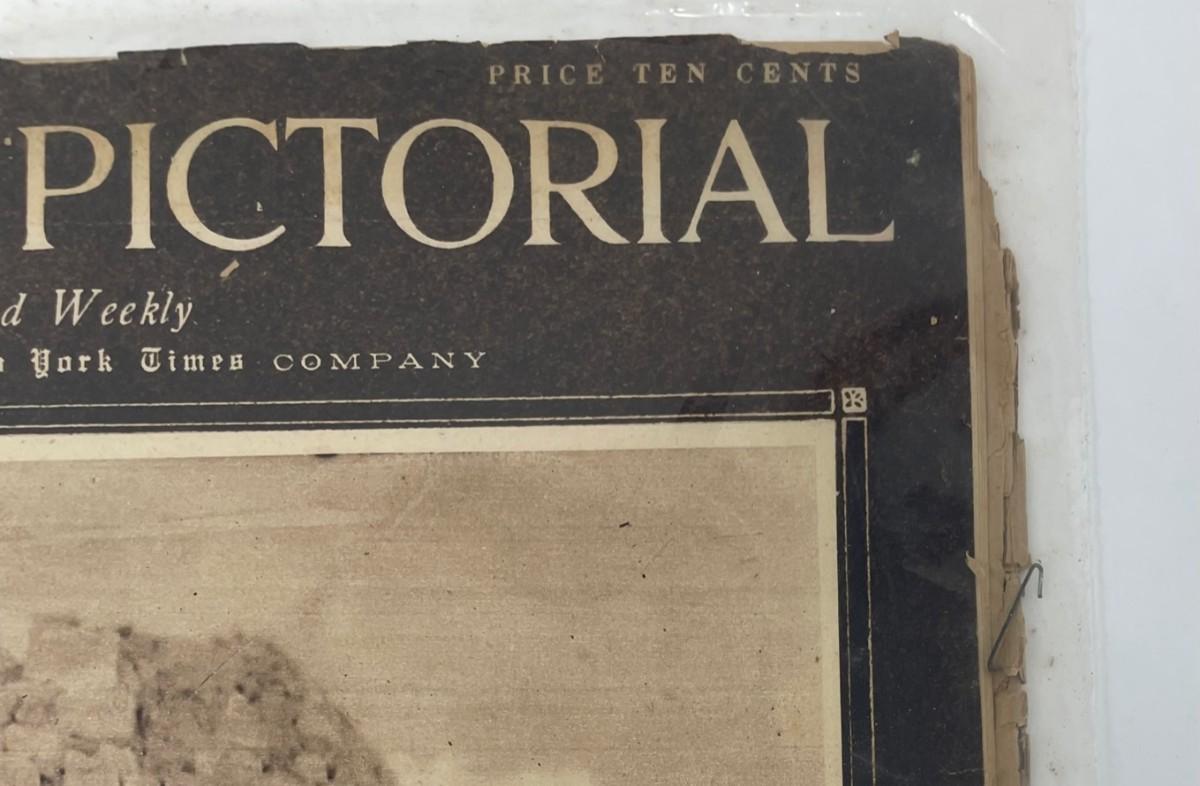 PRICE TEN CENTS
PICTORIAL
d Weekly
York Times COMPANY